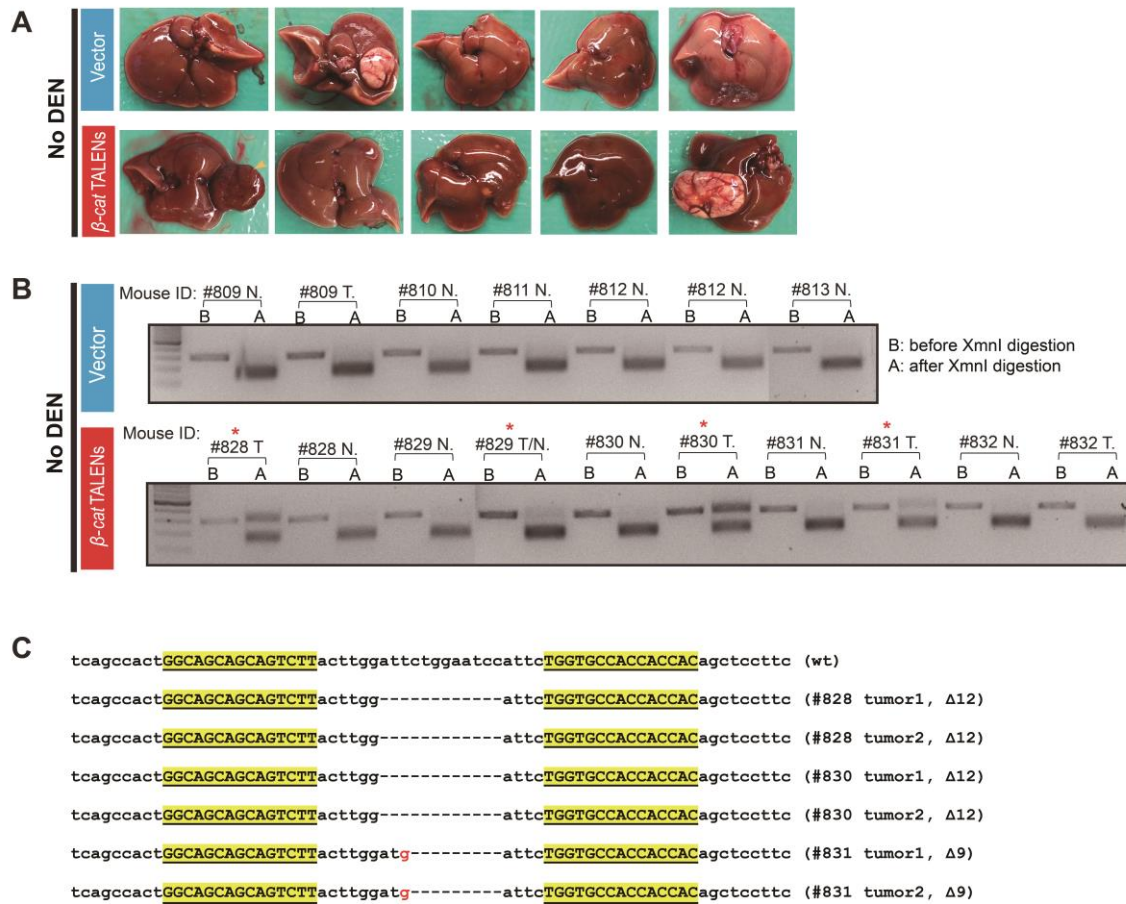 A
No DEN
Vector
β-cat TALENs
B
No DEN
Vector
Mouse ID: #809 N. #809 T. #810 N. #811 N. #812 N. #812 N. #813 N.
B A B A B A B A B A B A B A
B: before XmnI digestion
A: after XmnI digestion
β-cat TALENs
Mouse ID: * * * *
#828 T #828 N. #829 N. #829 T/N. #830 N. #830 T. #831 N. #831 T. #832 N. #832 T.
B A B A B A B A B A B A B A B A B A B A
C
tcagccactGGCAGCAGCAGTCTTacttggattctggaatccattcTGGTGCCACCACCACagctccttc (wt)
tcagccactGGCAGCAGCAGTCTTacttgg------------attcTGGTGCCACCACCACagctccttc (#828 tumor1, Δ12)
tcagccactGGCAGCAGCAGTCTTacttgg------------attcTGGTGCCACCACCACagctccttc (#828 tumor2, Δ12)
tcagccactGGCAGCAGCAGTCTTacttgg------------attcTGGTGCCACCACCACagctccttc (#830 tumor1, Δ12)
tcagccactGGCAGCAGCAGTCTTacttgg------------attcTGGTGCCACCACCACagctccttc (#830 tumor2, Δ12)
tcagccactGGCAGCAGCAGTCTTacttggatg---------attcTGGTGCCACCACCACagctccttc (#831 tumor1, Δ9)
tcagccactGGCAGCAGCAGTCTTacttggatg---------attcTGGTGCCACCACCACagctccttc (#831 tumor2, Δ9)